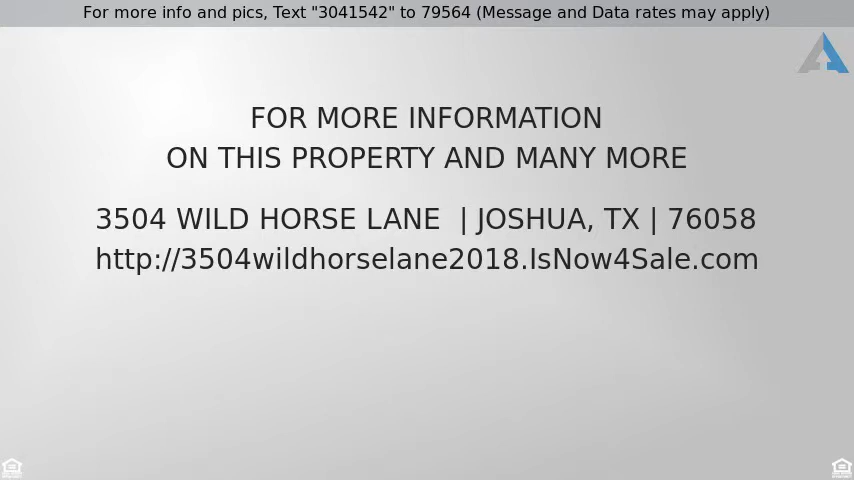 For more info and pics, Text "3041542" to 79564 (Message and Data rates may apply)
FOR MORE INFORMATION
ON THIS PROPERTY AND MANY MORE
3504 WILD HORSE LANE | JOSHUA, TX | 76058
http://3504wildhorselane2018.IsNow4Sale.com